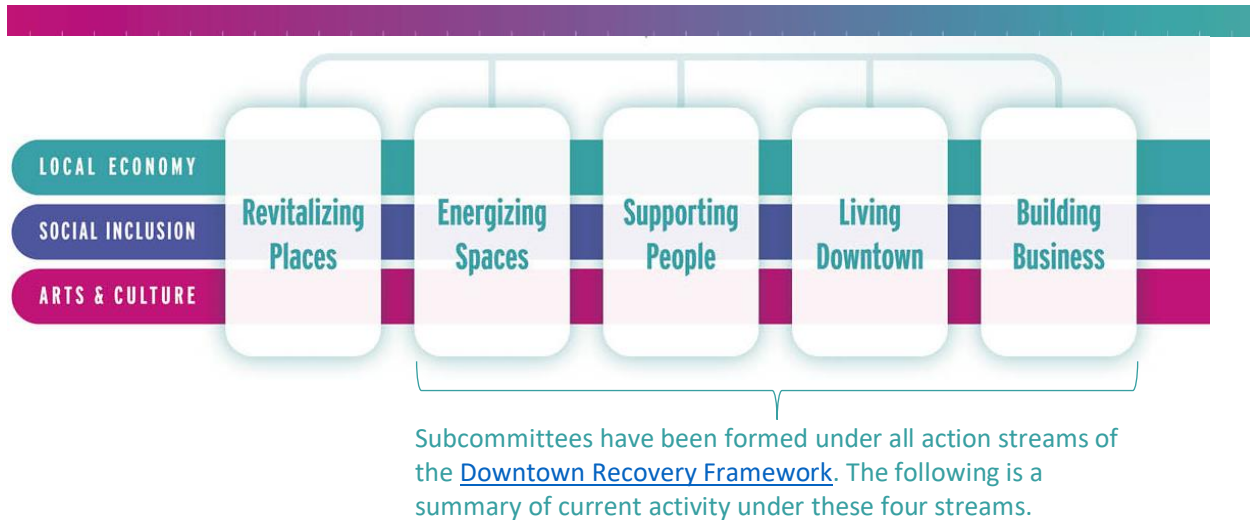 LOCAL ECONOMY
SOCIAL INCLUSION
ARTS & CULTURE
Revitalizing
Places
Energizing
Spaces
Supporting
People
Living
Downtown
Building
Business
Subcommittees have been formed under all action streams of
the Downtown Recovery Framework. The following is a
summary of current activity under these four streams.